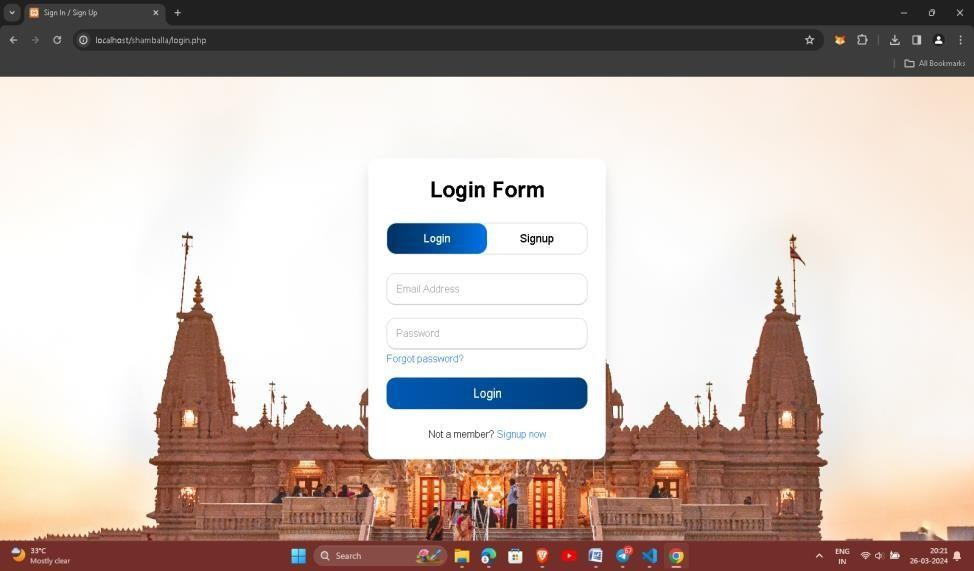 Sign In / Sign Up
localhost/shamballa/login.php
All Bookmarks
Login Form
Login
Signup
Email Address
Password
Forgot password?
Login
Not a member? Signup now
33°C
Mostly clear
Search
67
ENG
IN
20:21
26-03-2024